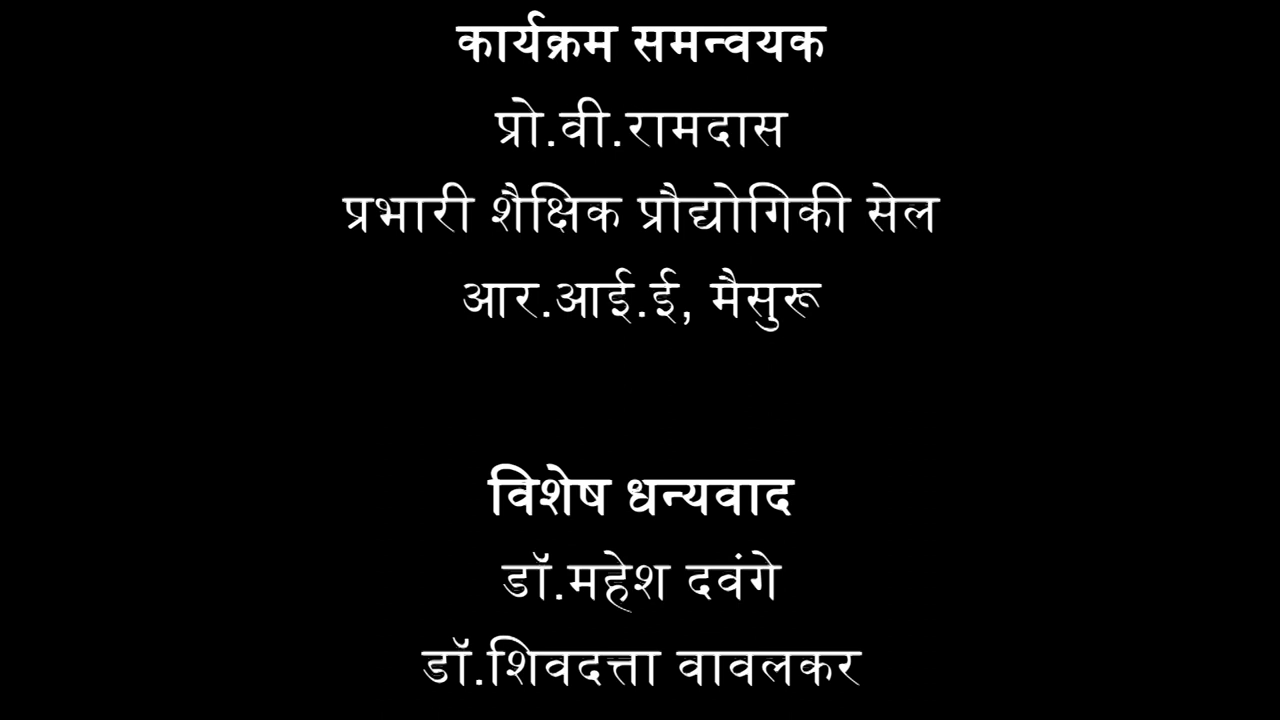 कार्यक्रम समन्वयक
प्रो.वी.रामदास
प्रभारी शैक्षिक प्रौद्योगिकी सेल
आर.आई.ई, मैसुरू
विशेष धन्यवाद
डॉ.महेश दवंगे
डॉ.शिवदत्ता वावलकर